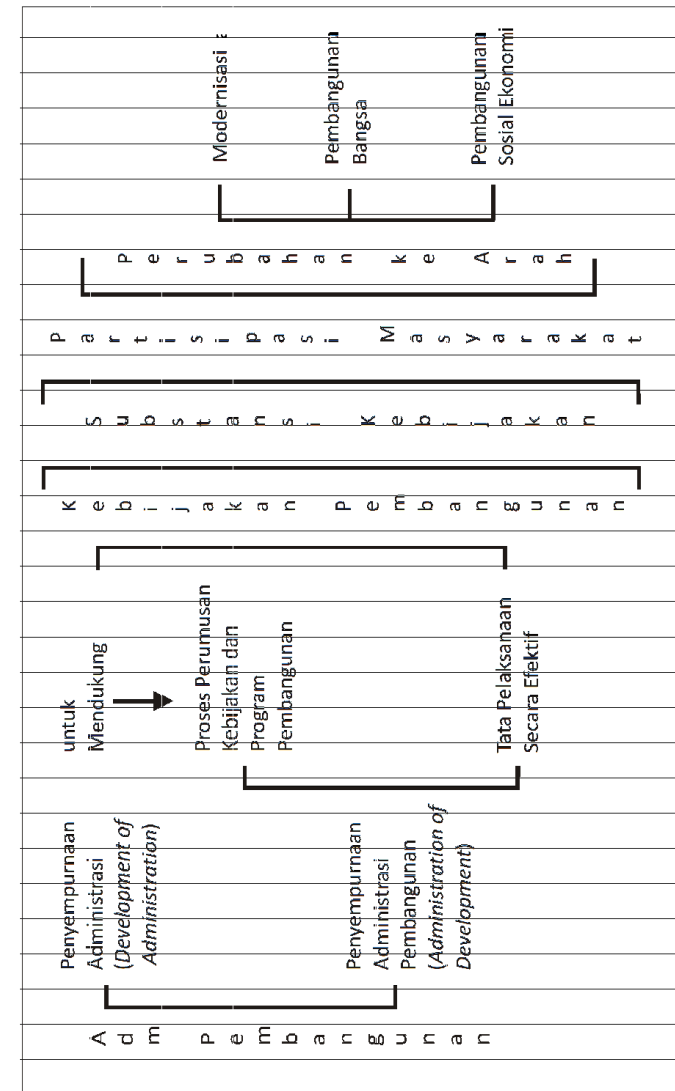 Adm Pembangunan
Penyempurnaan
Administrasi
(Development of
Administration)
Penyempurnaan
Administrasi
Pembangunan
(Administration of
Development)
untuk
Mendukung
Proses Perumusan
Kebijakan dan
Program
Pembangunan
Tata Pelaksanaan
Secara Efektif
Kebijakan Pembangunan
Substansi Kebijakan
Partisipasi Masyarakat
Perubahan ke Arah
Modernisasi :
Pembangunan
Bangsa
Pembangunan
Sosial Ekonomi